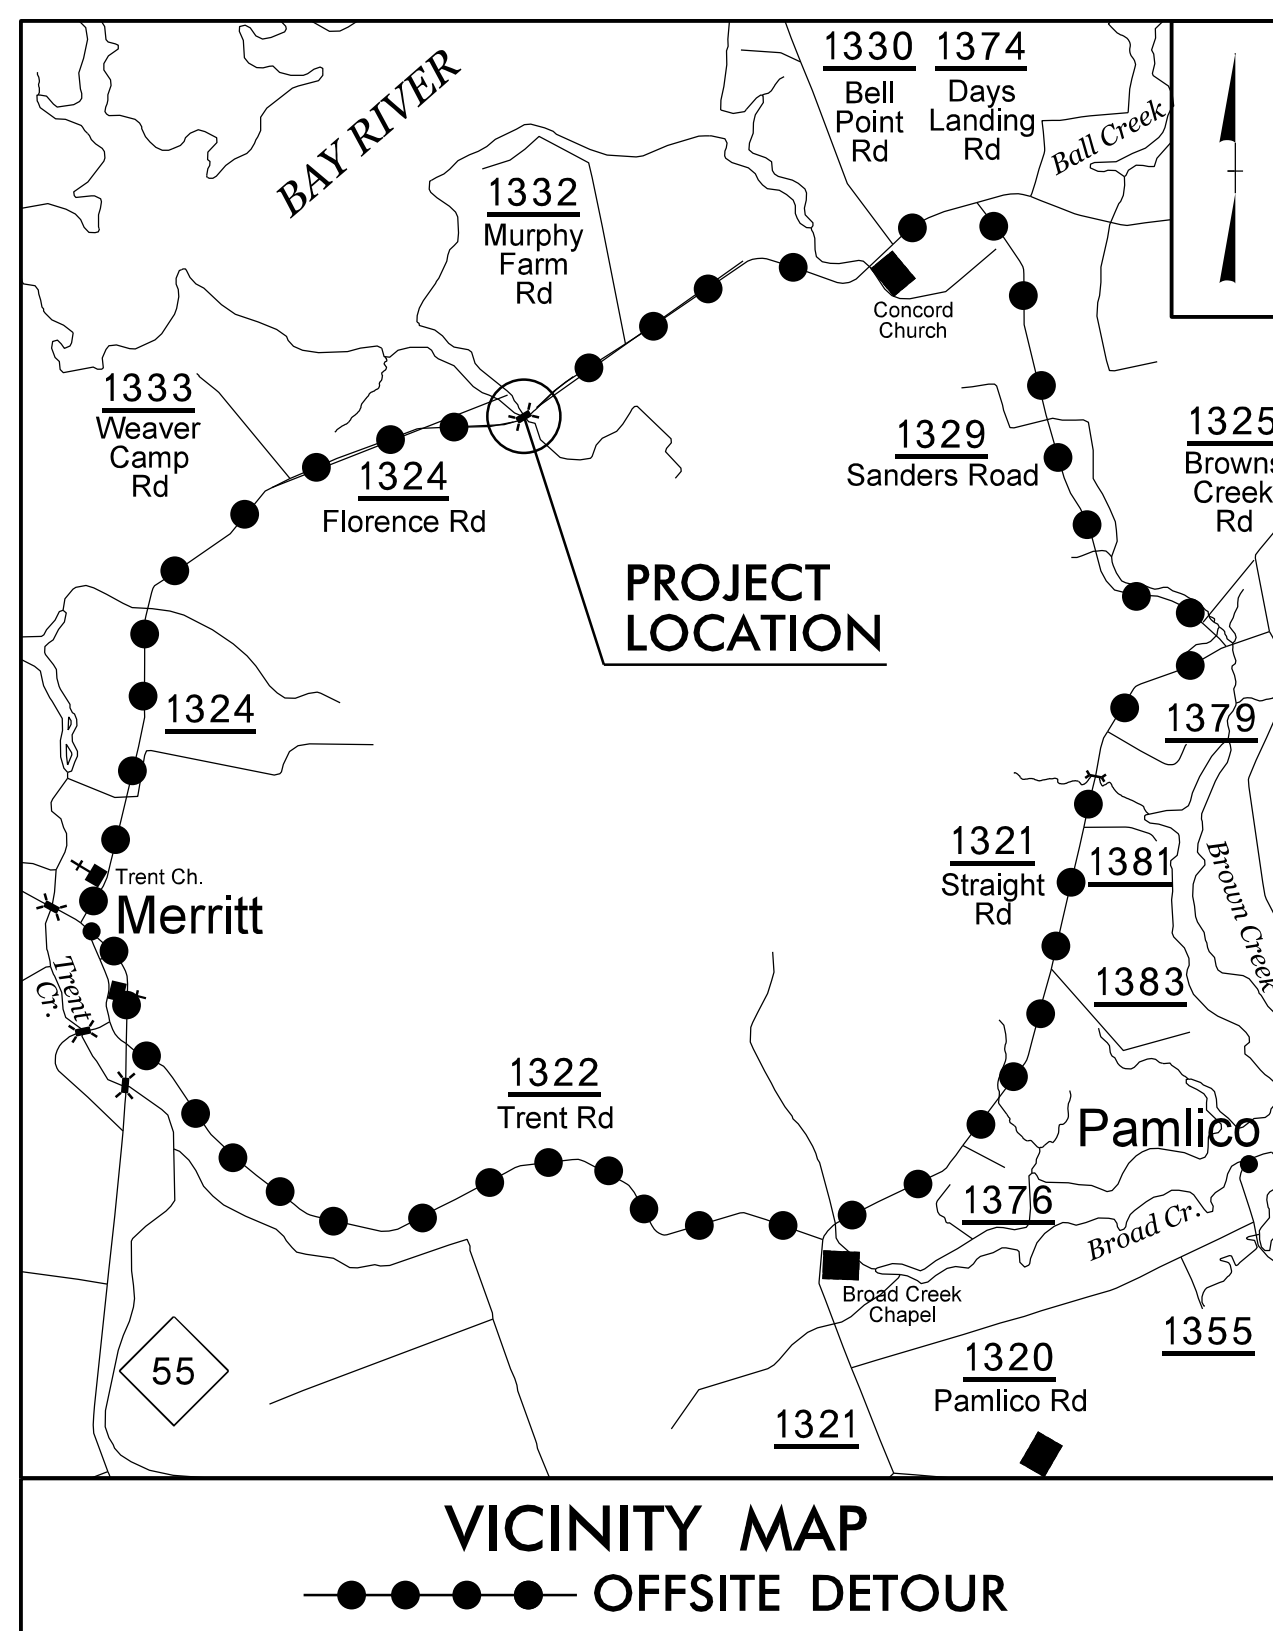 1330
Bell
Point
Rd
1374
Days
Landing
Rd
BAY RIVER
Ball Creek
1332
Murphy
Farm
Rd
Concord
Church
1333
Weaver
Camp
Rd
1324
Florence Rd
1329
Sanders Road
1325
Browns
Creek
Rd
PROJECT
LOCATION
1324
1379
1321
Straight
Rd
1381
Brown Creek
Trent Ch.
Merritt
Trent
Cr.
1383
1322
Trent Rd
Pamlico
1376
Broad Cr.
Broad Creek
Chapel
1355
55
1320
Pamlico Rd
1321
VICINITY MAP
OFFSITE DETOUR